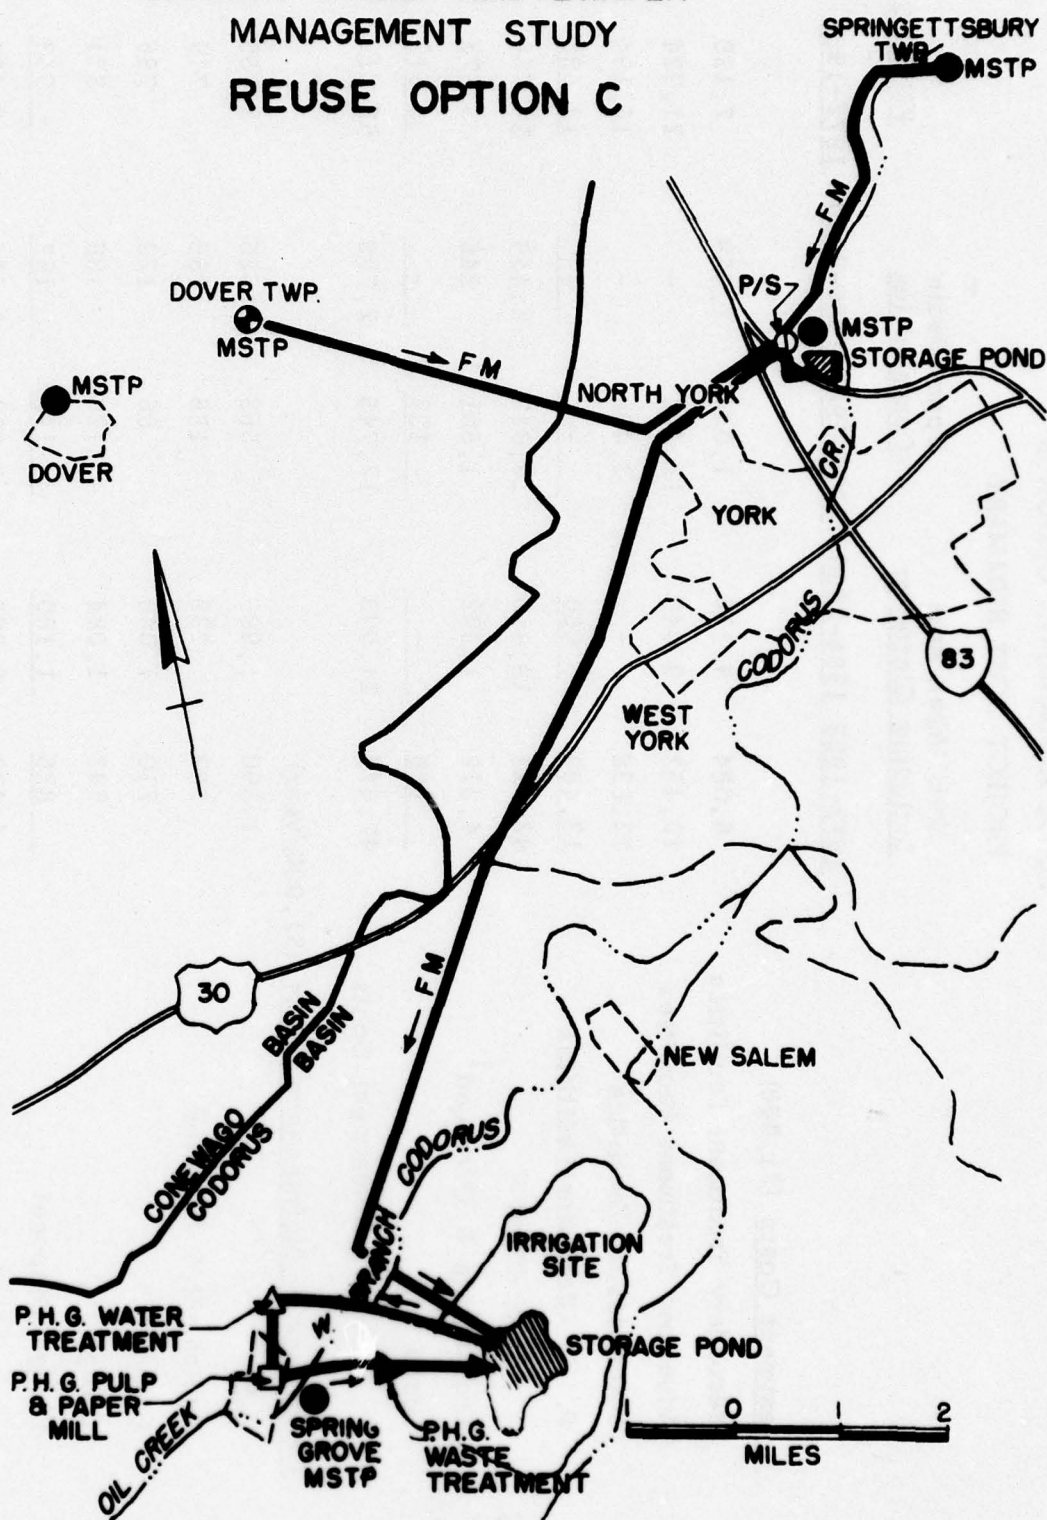 MANAGEMENT STUDY
REUSE OPTION C
SPRINGETTSBURY
TWP.
MSTP
FM
DOVER TWP.
MSTP
FM
P/S
MSTP
STORAGE POND
MSTP
DOVER
NORTH YORK
CR.
YORK
CODORUS
83
WEST
YORK
FM
30
BASIN
BASIN
NEW SALEM
CONEWAGO
CODORUS
CODORUS
BRANCH
W.
IRRIGATION
SITE
P.H.G. WATER
TREATMENT
STORAGE POND
P.H.G. PULP
& PAPER
MILL
OIL CREEK
SPRING
GROVE
MSTP
P.H.G.
WASTE
TREATMENT
0 2
MILES